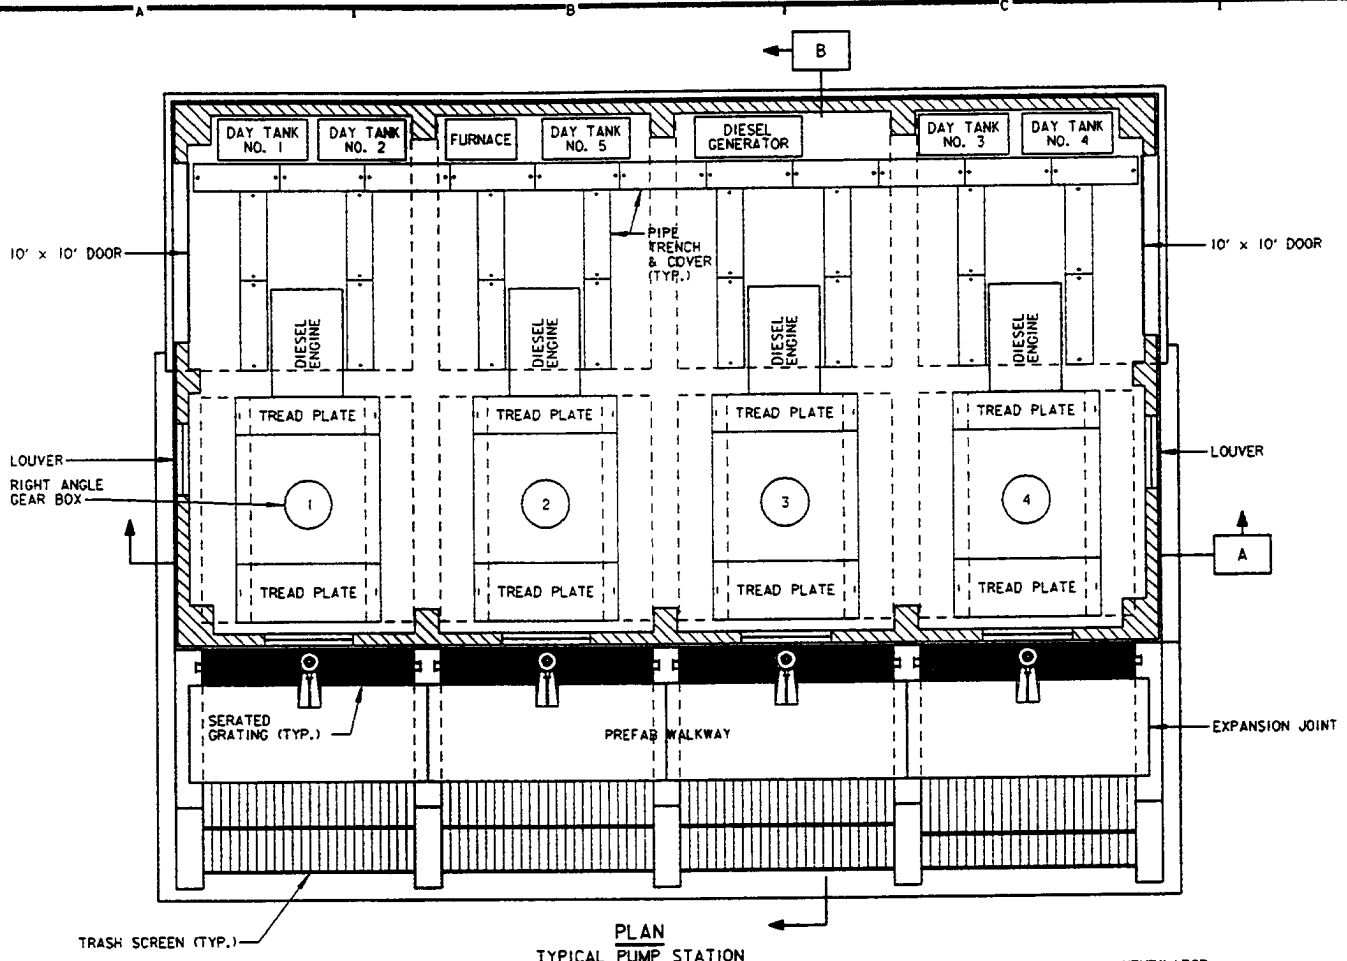 A
B
C
B
DAY TANK
NO. 1
DAY TANK
NO. 2
FURNACE
DAY TANK
NO. 5
DIESEL
GENERATOR
DAY TANK
NO. 3
DAY TANK
NO. 4
10' x 10' DOOR
PIPE
TRENCH
& COVER
(TYP.)
10' x 10' DOOR
DIESEL
ENGINE
DIESEL
ENGINE
DIESEL
ENGINE
DIESEL
ENGINE
TREAD PLATE
TREAD PLATE
TREAD PLATE
TREAD PLATE
LOUVER
LOUVER
RIGHT ANGLE
GEAR BOX
1
2
3
4
A
TREAD PLATE
TREAD PLATE
TREAD PLATE
TREAD PLATE
SERATED
GRATING (TYP.)
PREFAB WALKWAY
EXPANSION JOINT
TRASH SCREEN (TYP.)
PLAN
TYPICAL PUMP STATION